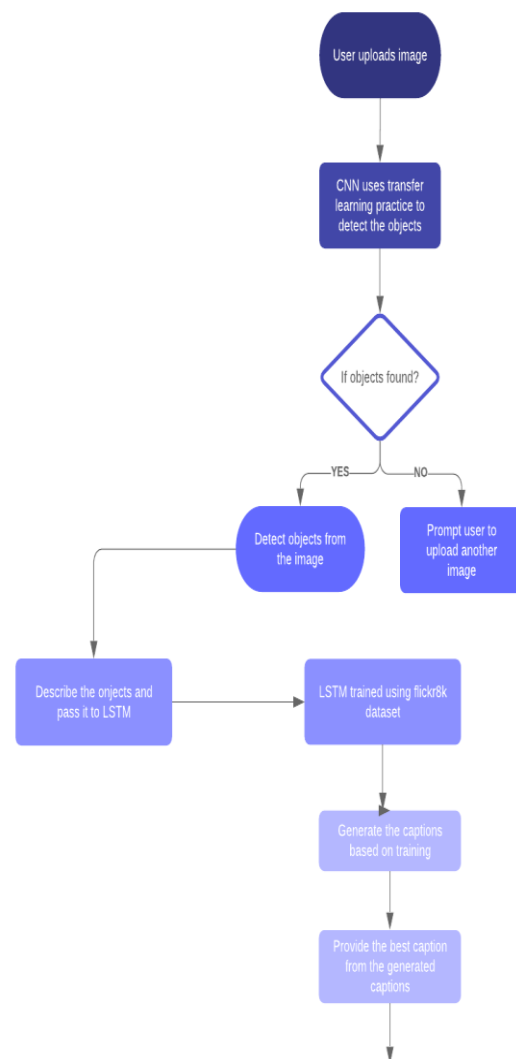 User uploads image
CNN uses transfer
learning practice to
detect the objects
If objects found?
YES
NO
Detect objects from
the image
Prompt user to
upload another
image
Describe the onjects and
pass it to LSTM
LSTM trained using flickr8k
dataset
Generate the captions
based on training
Provide the best caption
from the generated
captions